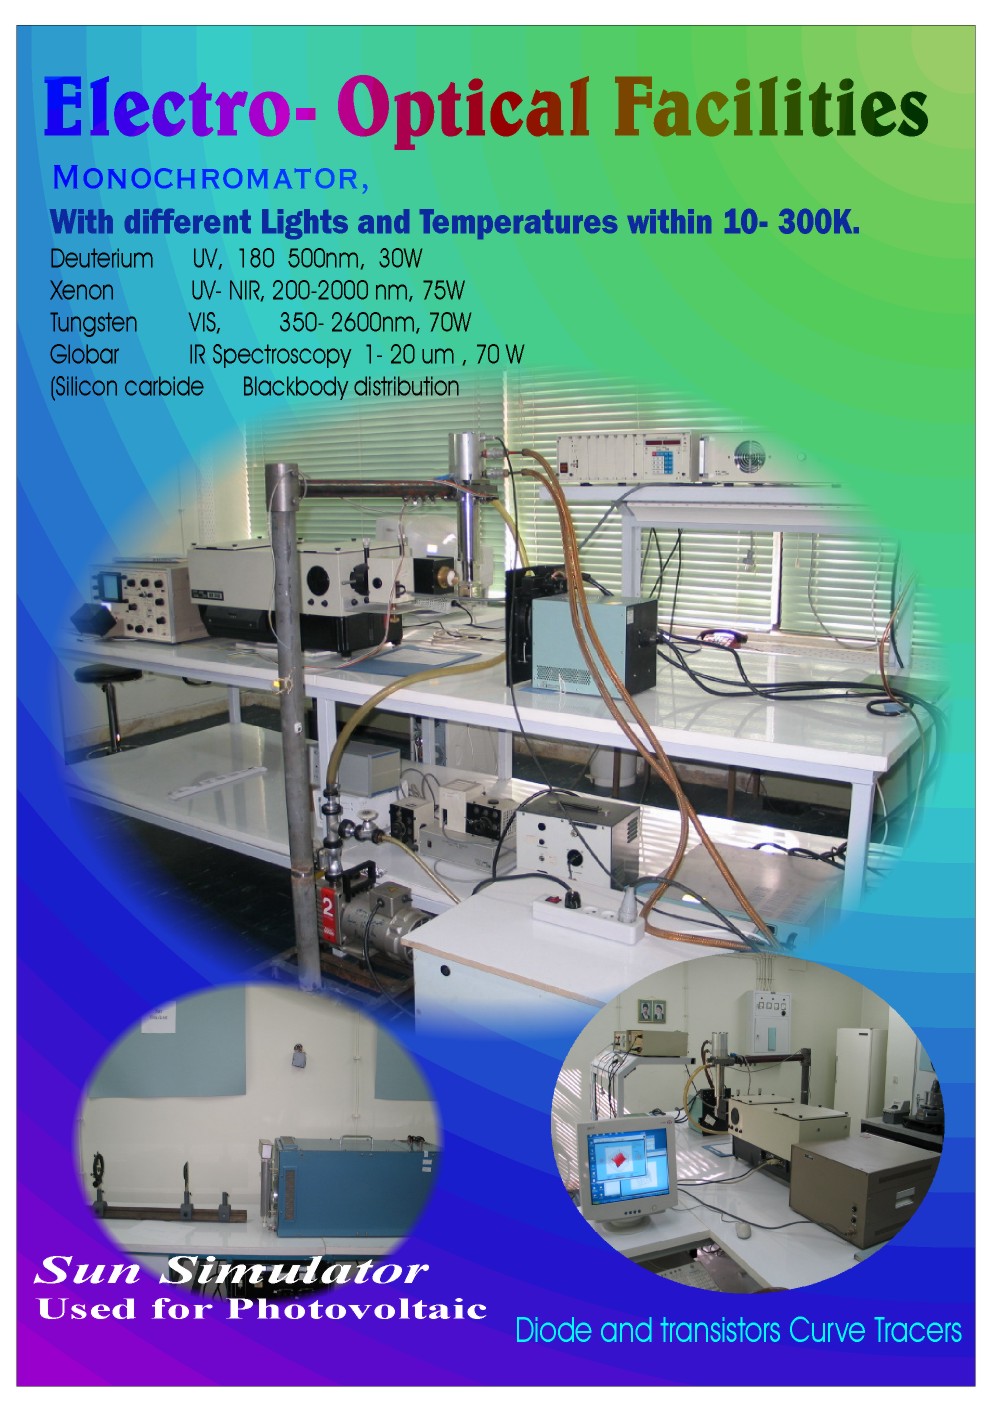 Electro- Optical Facilities
MONOCHROMATOR,
With different Lights and Temperatures within 10- 300K.
Deuterium UV, 180 500nm, 30W
Xenon UV- NIR, 200-2000 nm, 75W
Tungsten VIS, 350- 2600nm, 70W
Globar IR Spectroscopy 1- 20 um , 70 W
(Silicon carbide Blackbody distribution
2
Sun Simulator
Used for Photovoltaic
Diode and transistors Curve Tracers